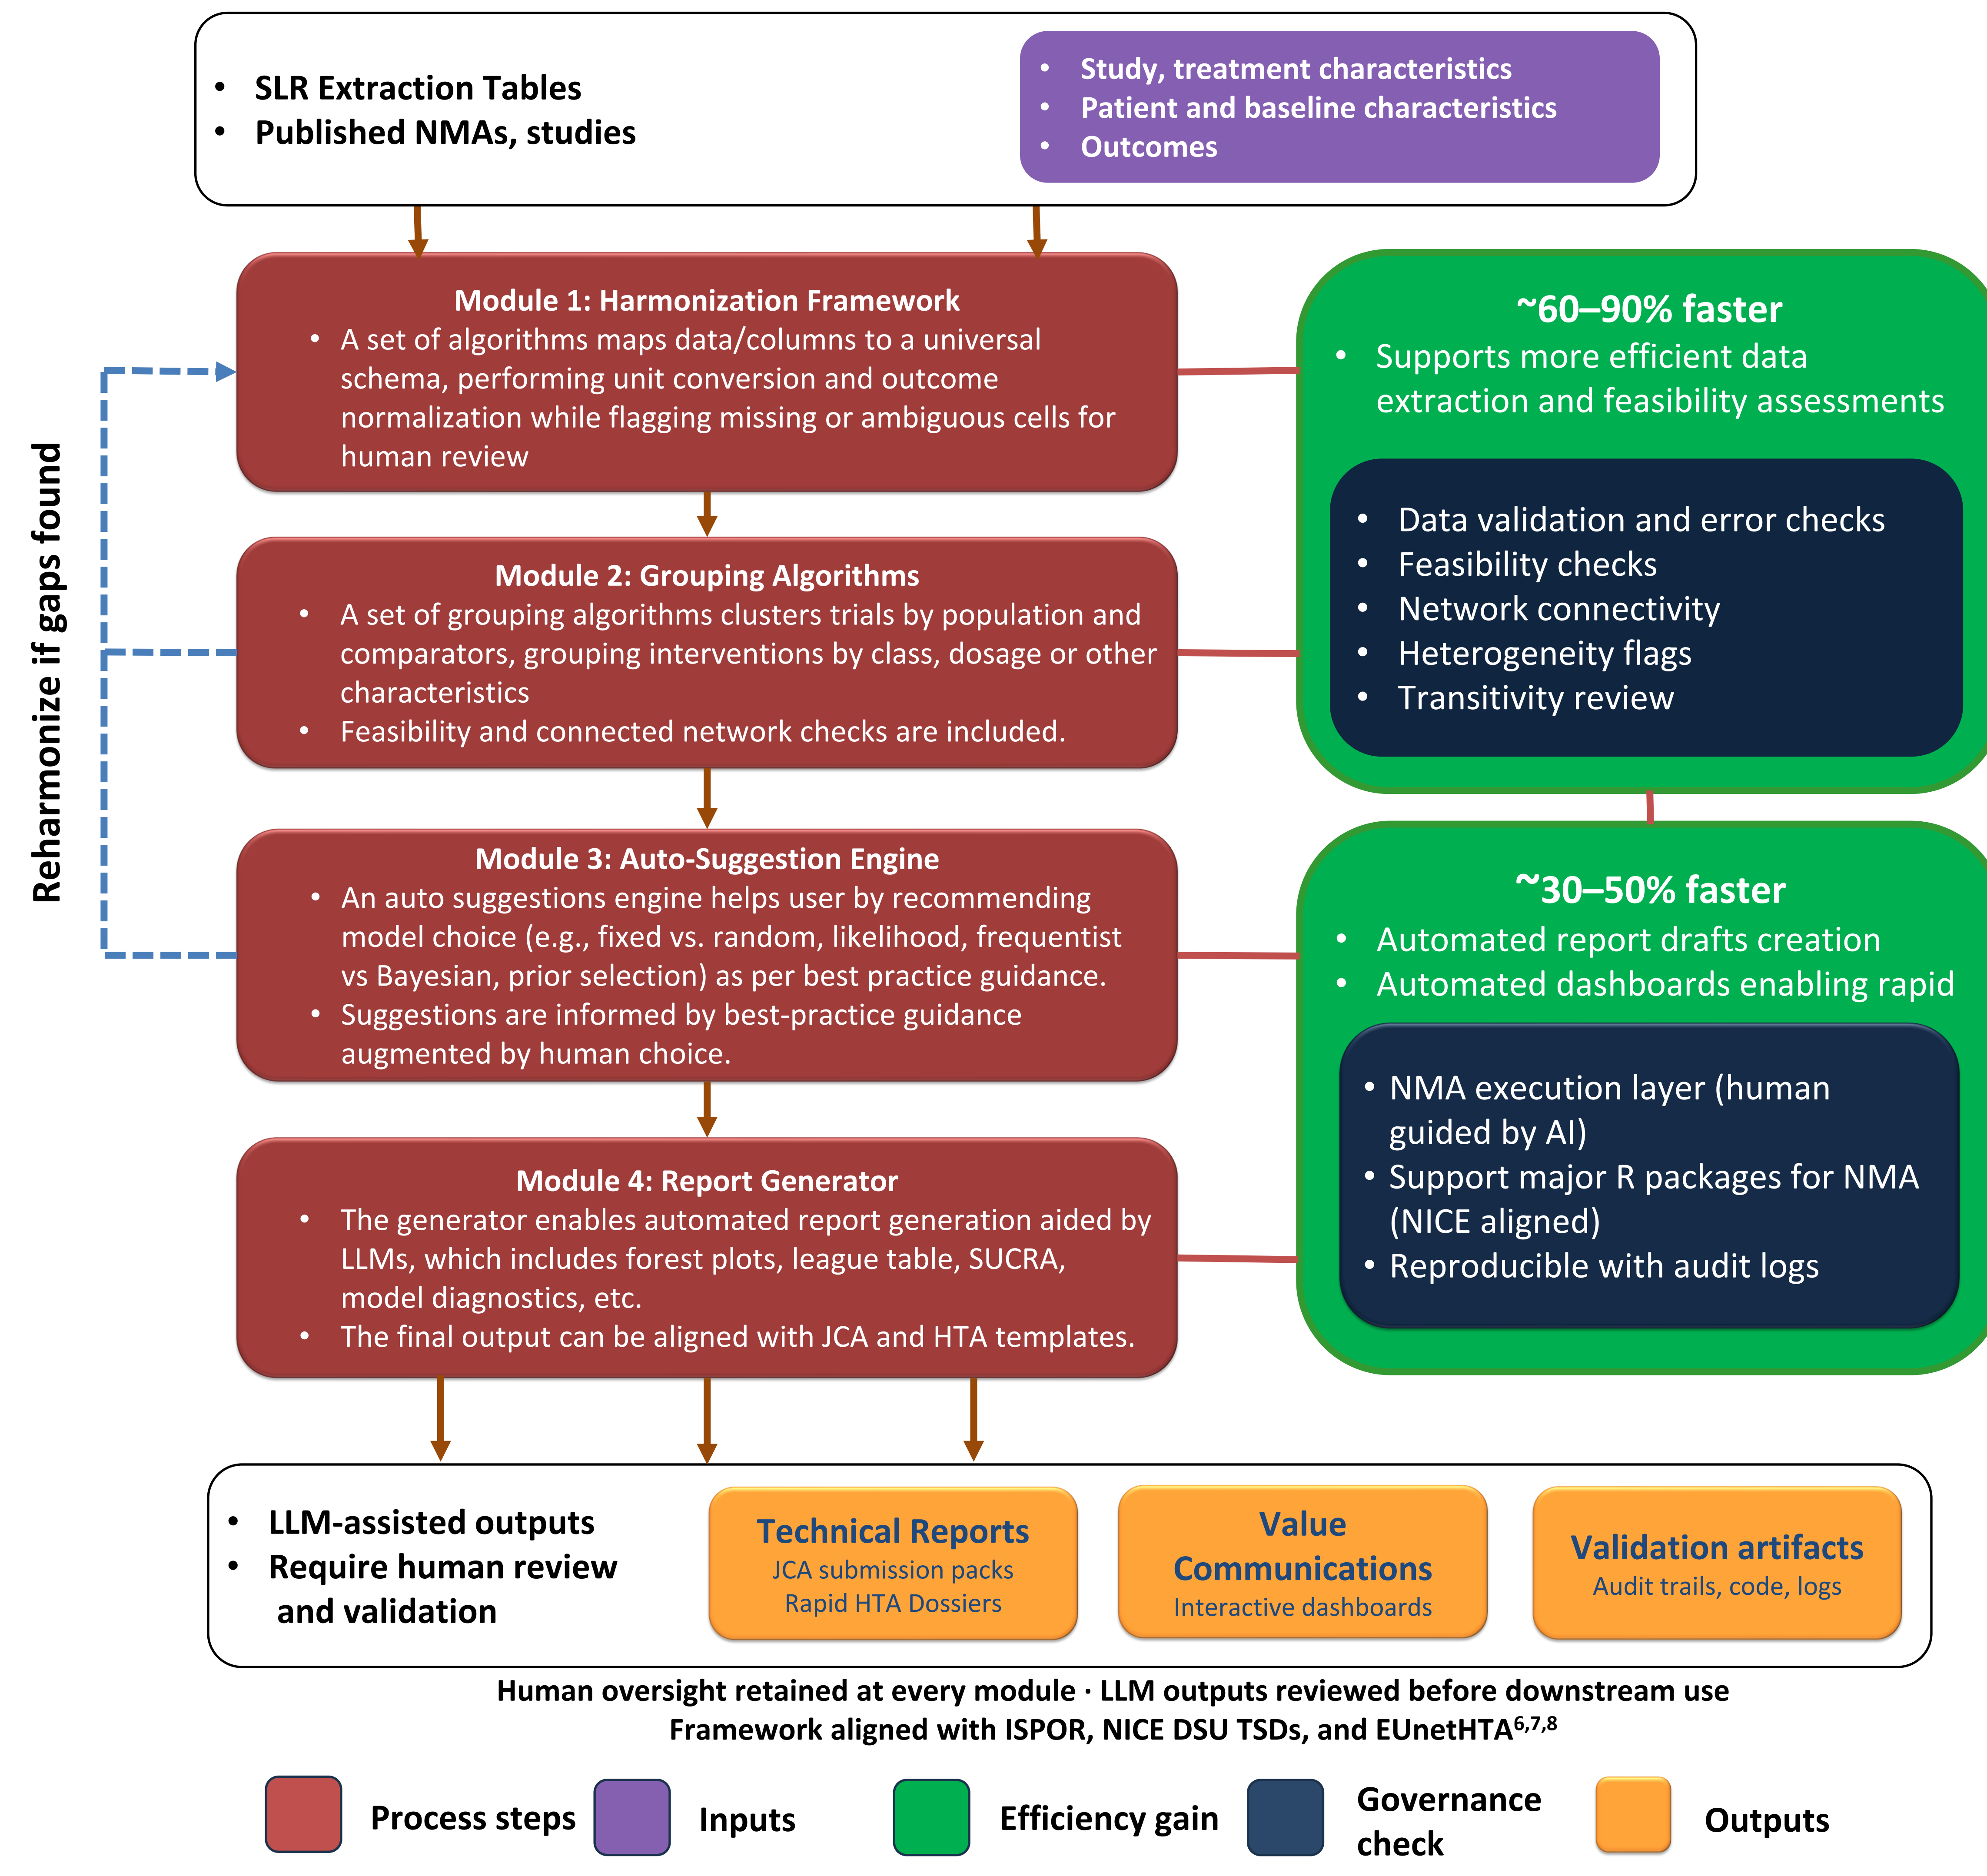 • SLR Extraction Tables
• Published NMAs, studies
• Study, treatment characteristics
• Patient and baseline characteristics
• Outcomes
Reharmonize if gaps found
Module 1: Harmonization Framework
• A set of algorithms maps data/columns to a universal
schema, performing unit conversion and outcome
normalization while flagging missing or ambiguous cells for
human review
Module 2: Grouping Algorithms
• A set of grouping algorithms clusters trials by population and
comparators, grouping interventions by class, dosage or other
characteristics
• Feasibility and connected network checks are included.
~60–90% faster
• Supports more efficient data
extraction and feasibility assessments
• Data validation and error checks
• Feasibility checks
• Network connectivity
• Heterogeneity flags
• Transitivity review
Module 3: Auto-Suggestion Engine
• An auto suggestions engine helps user by recommending
model choice (e.g., fixed vs. random, likelihood, frequentist
vs Bayesian, prior selection) as per best practice guidance.
• Suggestions are informed by best-practice guidance
augmented by human choice.
Module 4: Report Generator
• The generator enables automated report generation aided by
LLMs, which includes forest plots, league table, SUCRA,
model diagnostics, etc.
• The final output can be aligned with JCA and HTA templates.
~30–50% faster
• Automated report drafts creation
• Automated dashboards enabling rapid
• NMA execution layer (human
guided by AI)
• Support major R packages for NMA
(NICE aligned)
• Reproducible with audit logs
• LLM-assisted outputs
• Require human review
and validation
Technical Reports
JCA submission packs
Rapid HTA Dossiers
Value
Communications
Interactive dashboards
Validation artifacts
Audit trails, code, logs
Human oversight retained at every module · LLM outputs reviewed before downstream use
Framework aligned with ISPOR, NICE DSU TSDs, and EUnetHTA6,7,8
Process steps
Inputs
Efficiency gain
Governance
check
Outputs